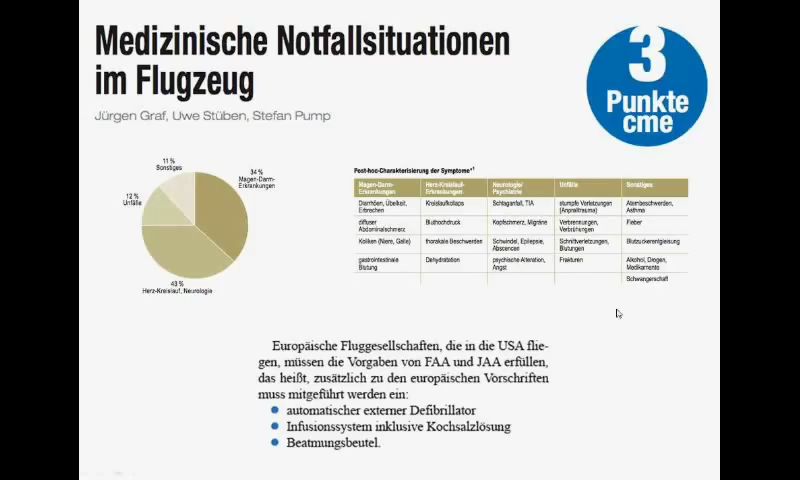 Medizinische Notfallsituationen
im Flugzeug
Jürgen Graf, Uwe Stüben, Stefan Pump
3
Punkte
cme
11 %
Sonstiges
34 %
Magen-Darm-
Erkrankungen
12 %
Unfälle
43 %
Herz-Kreislauf, Neurologie
Post-hoc-Charakterisierung der Symptome*¹
Magen-Darm-
Erkrankungen
Herz-Kreislauf-
Erkrankungen
Neurologie/
Psychiatrie
Unfälle
Sonstiges
Diarrhöen, Übelkeit,
Erbrechen
Kreislaufkollaps
Schlaganfall, TIA
stumpfe Verletzungen
(Anpralltrauma)
Atembeschwerden,
Asthma
diffuser
Abdominalschmerz
Bluthochdruck
Kopfschmerz, Migräne
Verbrennungen,
Verbrühungen
Fieber
Koliken (Niere, Galle)
thorakale Beschwerden
Schwindel, Epilepsie,
Abscencen
Schnittverletzungen,
Blutungen
Blutzuckerentgleisung
gastrointestinale
Blutung
Dehydratation
psychische Alteration,
Angst
Frakturen
Alkohol, Drogen,
Medikamente
Schwangerschaft
Europäische Fluggesellschaften, die in die USA flie-
gen, müssen die Vorgaben von FAA und JAA erfüllen,
das heißt, zusätzlich zu den europäischen Vorschriften
muss mitgeführt werden ein:
● automatischer externer Defibrillator
● Infusionssystem inklusive Kochsalzlösung
● Beatmungsbeutel.